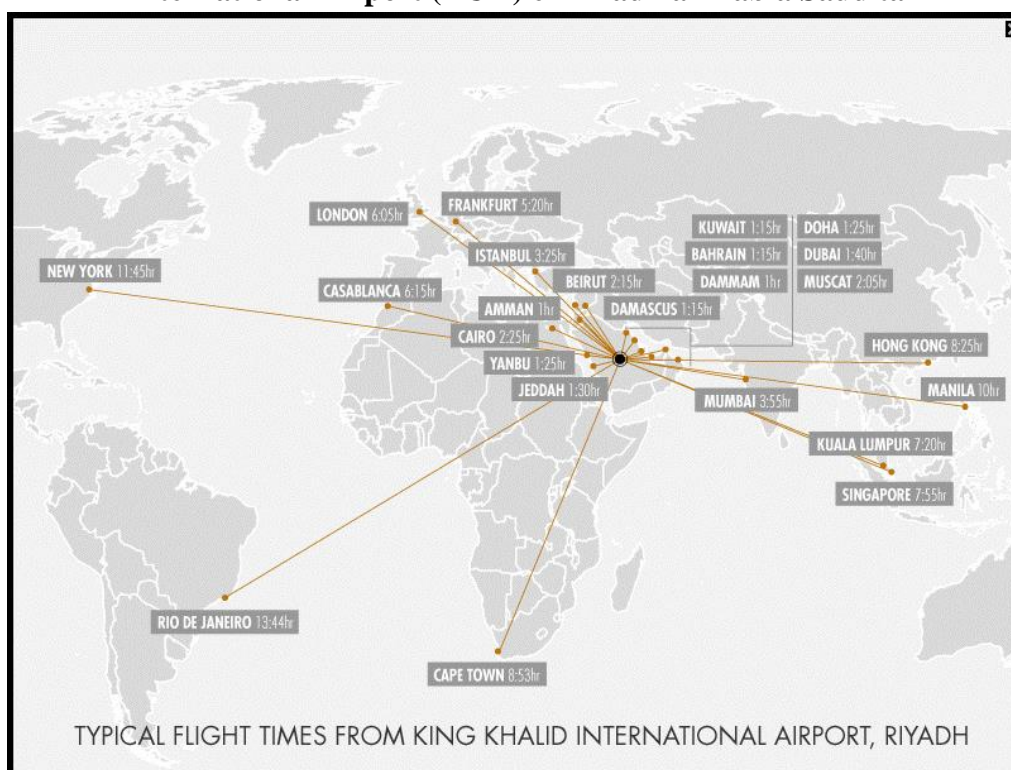 LONDON 6:05hr
FRANKFURT 5:20hr
KUWAIT 1:15hr
DOHA 1:25hr
ISTANBUL 3:25hr
BAHRAIN 1:15hr
DUBAI 1:40hr
NEW YORK 11:45hr
CASABLANCA 6:15hr
BEIRUT 2:15hr
DAMMAM 1hr
MUSCAT 2:05hr
AMMAN 1hr
DAMASCUS 1:15hr
CAIRO 2:25hr
HONG KONG 8:25hr
YANBU 1:25hr
JEDDAH 1:30hr
MUMBAI 3:55hr
MANILA 10hr
KUALA LUMPUR 7:20hr
SINGAPORE 7:55hr
RIO DE JANEIRO 13:44hr
CAPE TOWN 8:53hr
TYPICAL FLIGHT TIMES FROM KING KHALID INTERNATIONAL AIRPORT, RIYADH